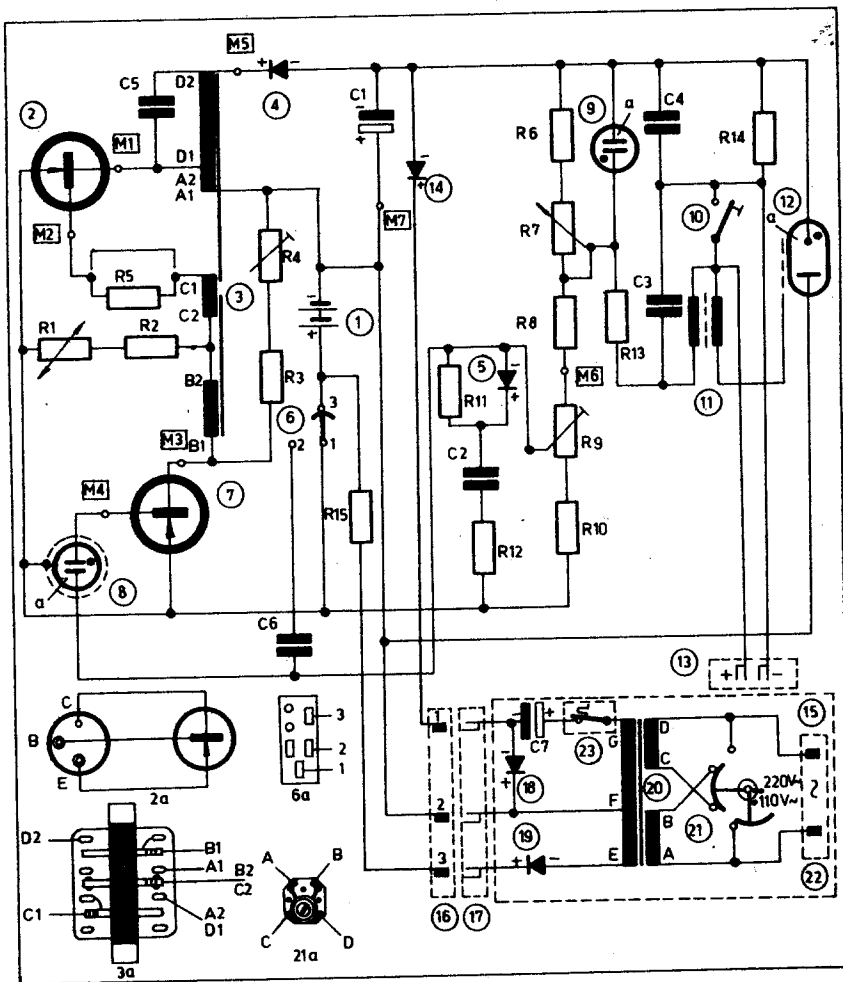 M5
D2
C5
+ -
4
C1
-
+
2
M1
D1
A2
A1
-
+
14
M7
9
a
C4
R14
R6
10
12
a
R7
M2
R5
C1
C2
3
R4
-
+
1
C3
R1
R2
R8
R13
M6
11
B2
R3
5
-
+
R11
6
3
2
1
R9
M3
B1
C2
M4
7
R15
R12
R10
a
8
C6
13
+ -
C
B
E
2a
3
2
1
6a
1
- +
C7
23
G
D
C
20
15
-
+
18
F
2
21
220V~
110V~
~
B
A
19
+ -
E
3
16
17
22
D2
B1
A1
B2
C2
C1
A2
D1
3a
A
B
C
D
21a